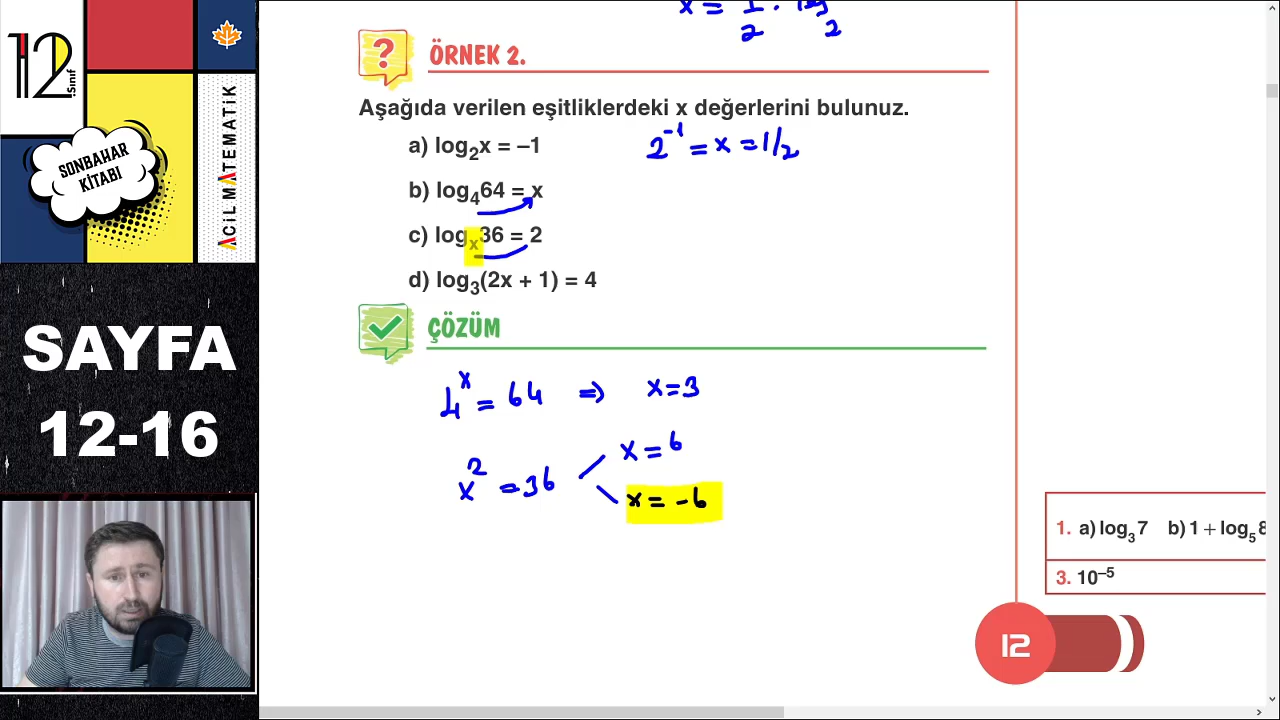 12
.Sınıf
SONBAHAR
KİTABI
ACİLMATEMATİK
SAYFA
12-16
ÖRNEK 2.
Aşağıda verilen eşitliklerdeki x değerlerini bulunuz.
a) log₂x = –1
2⁻¹ = x = 1/2
b) log₄64 = x
c) logₓ36 = 2
d) log₃(2x + 1) = 4
ÇÖZÜM
4ˣ = 64 ⇒ x = 3
x² = 36
x = 6
x = -6
1. a) log₃7 b) 1 + log₅8
3. 10⁻⁵
12